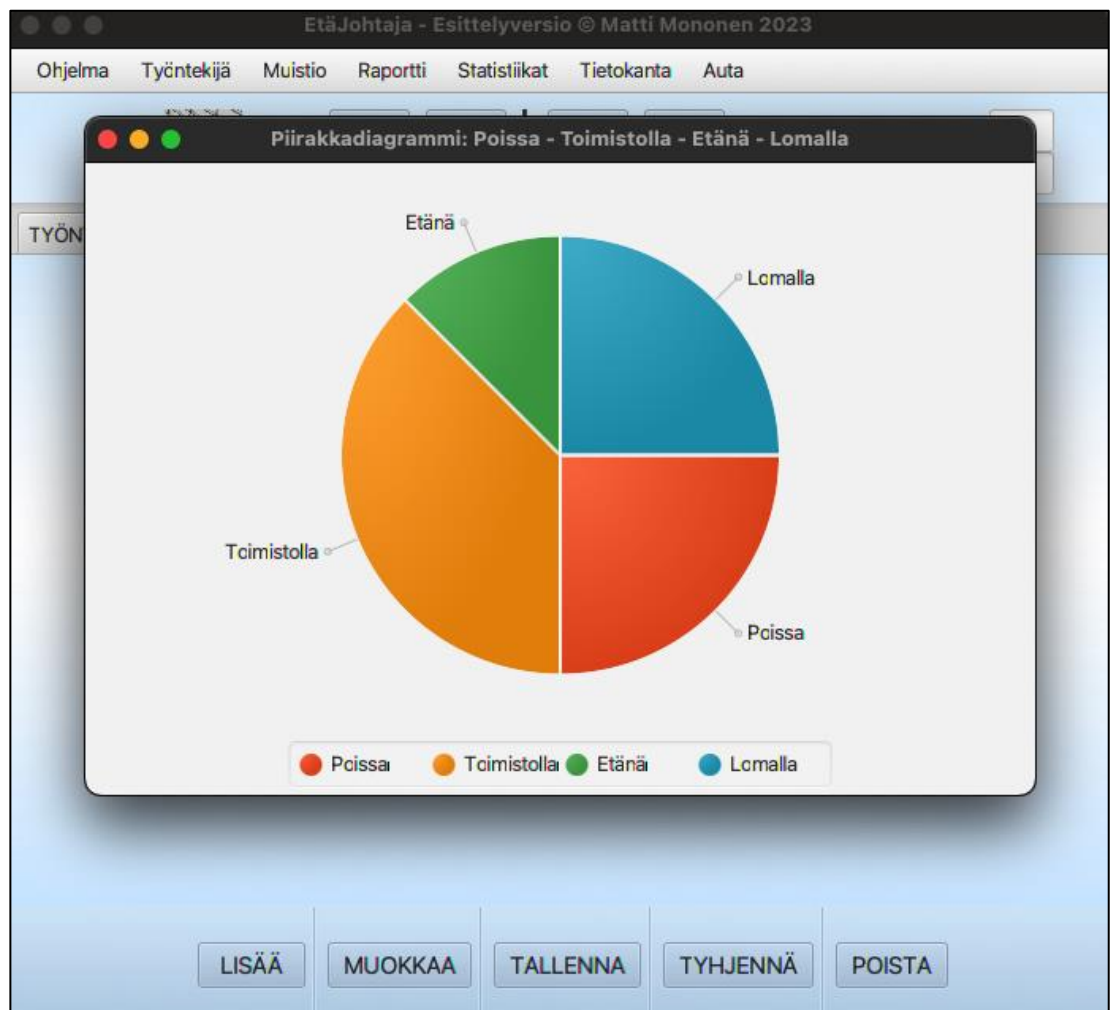 EtäJohtaja - Esittelyversio © Matti Mononen 2023
Ohjelma Työntekijä Muistio Raportti Statistiikat Tietokanta Auta
Piirakkadiagrammi: Poissa - Toimistolla - Etänä - Lomalla
TYÖN
Etänä
Lomalla
Toimistolla
Poissa
Poissa Toimistolla Etänä Lomalla
LISÄÄ MUOKKAA TALLENNA TYHJENNÄ POISTA